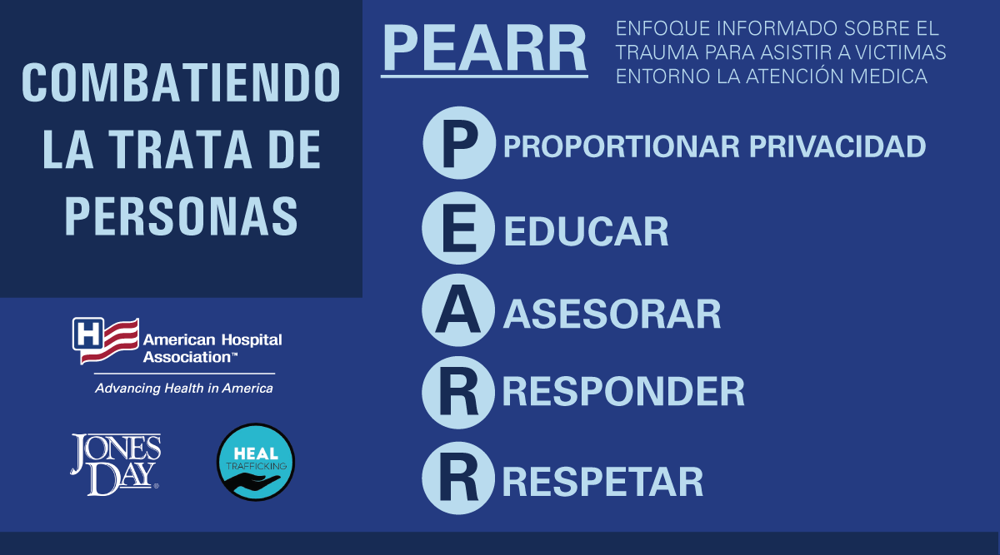 COMBATIENDO
LA TRATA DE
PERSONAS
PEARR
ENFOQUE INFORMADO SOBRE EL
TRAUMA PARA ASISTIR A VICTIMAS
ENTORNO LA ATENCIÓN MEDICA
P PROPORTIONAR PRIVACIDAD
E EDUCAR
A ASESORAR
R RESPONDER
R RESPETAR
H
American Hospital
Association™
Advancing Health in America
JONES
DAY®
HEAL
TRAFFICKING